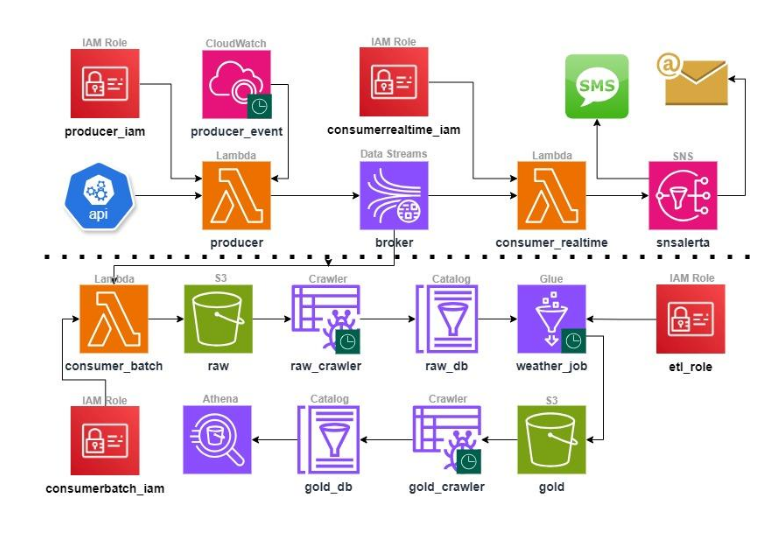 IAM Role
CloudWatch
IAM Role
SMS
@
producer_iam
producer_event
consumerrealtime_iam
Lambda
Data Streams
Lambda
SNS
api
producer
broker
consumer_realtime
snsalerta
Lambda
S3
Crawler
Catalog
Glue
IAM Role
consumer_batch
raw
raw_crawler
raw_db
weather_job
etl_role
IAM Role
Athena
Catalog
Crawler
S3
consumerbatch_iam
gold_db
gold_crawler
gold